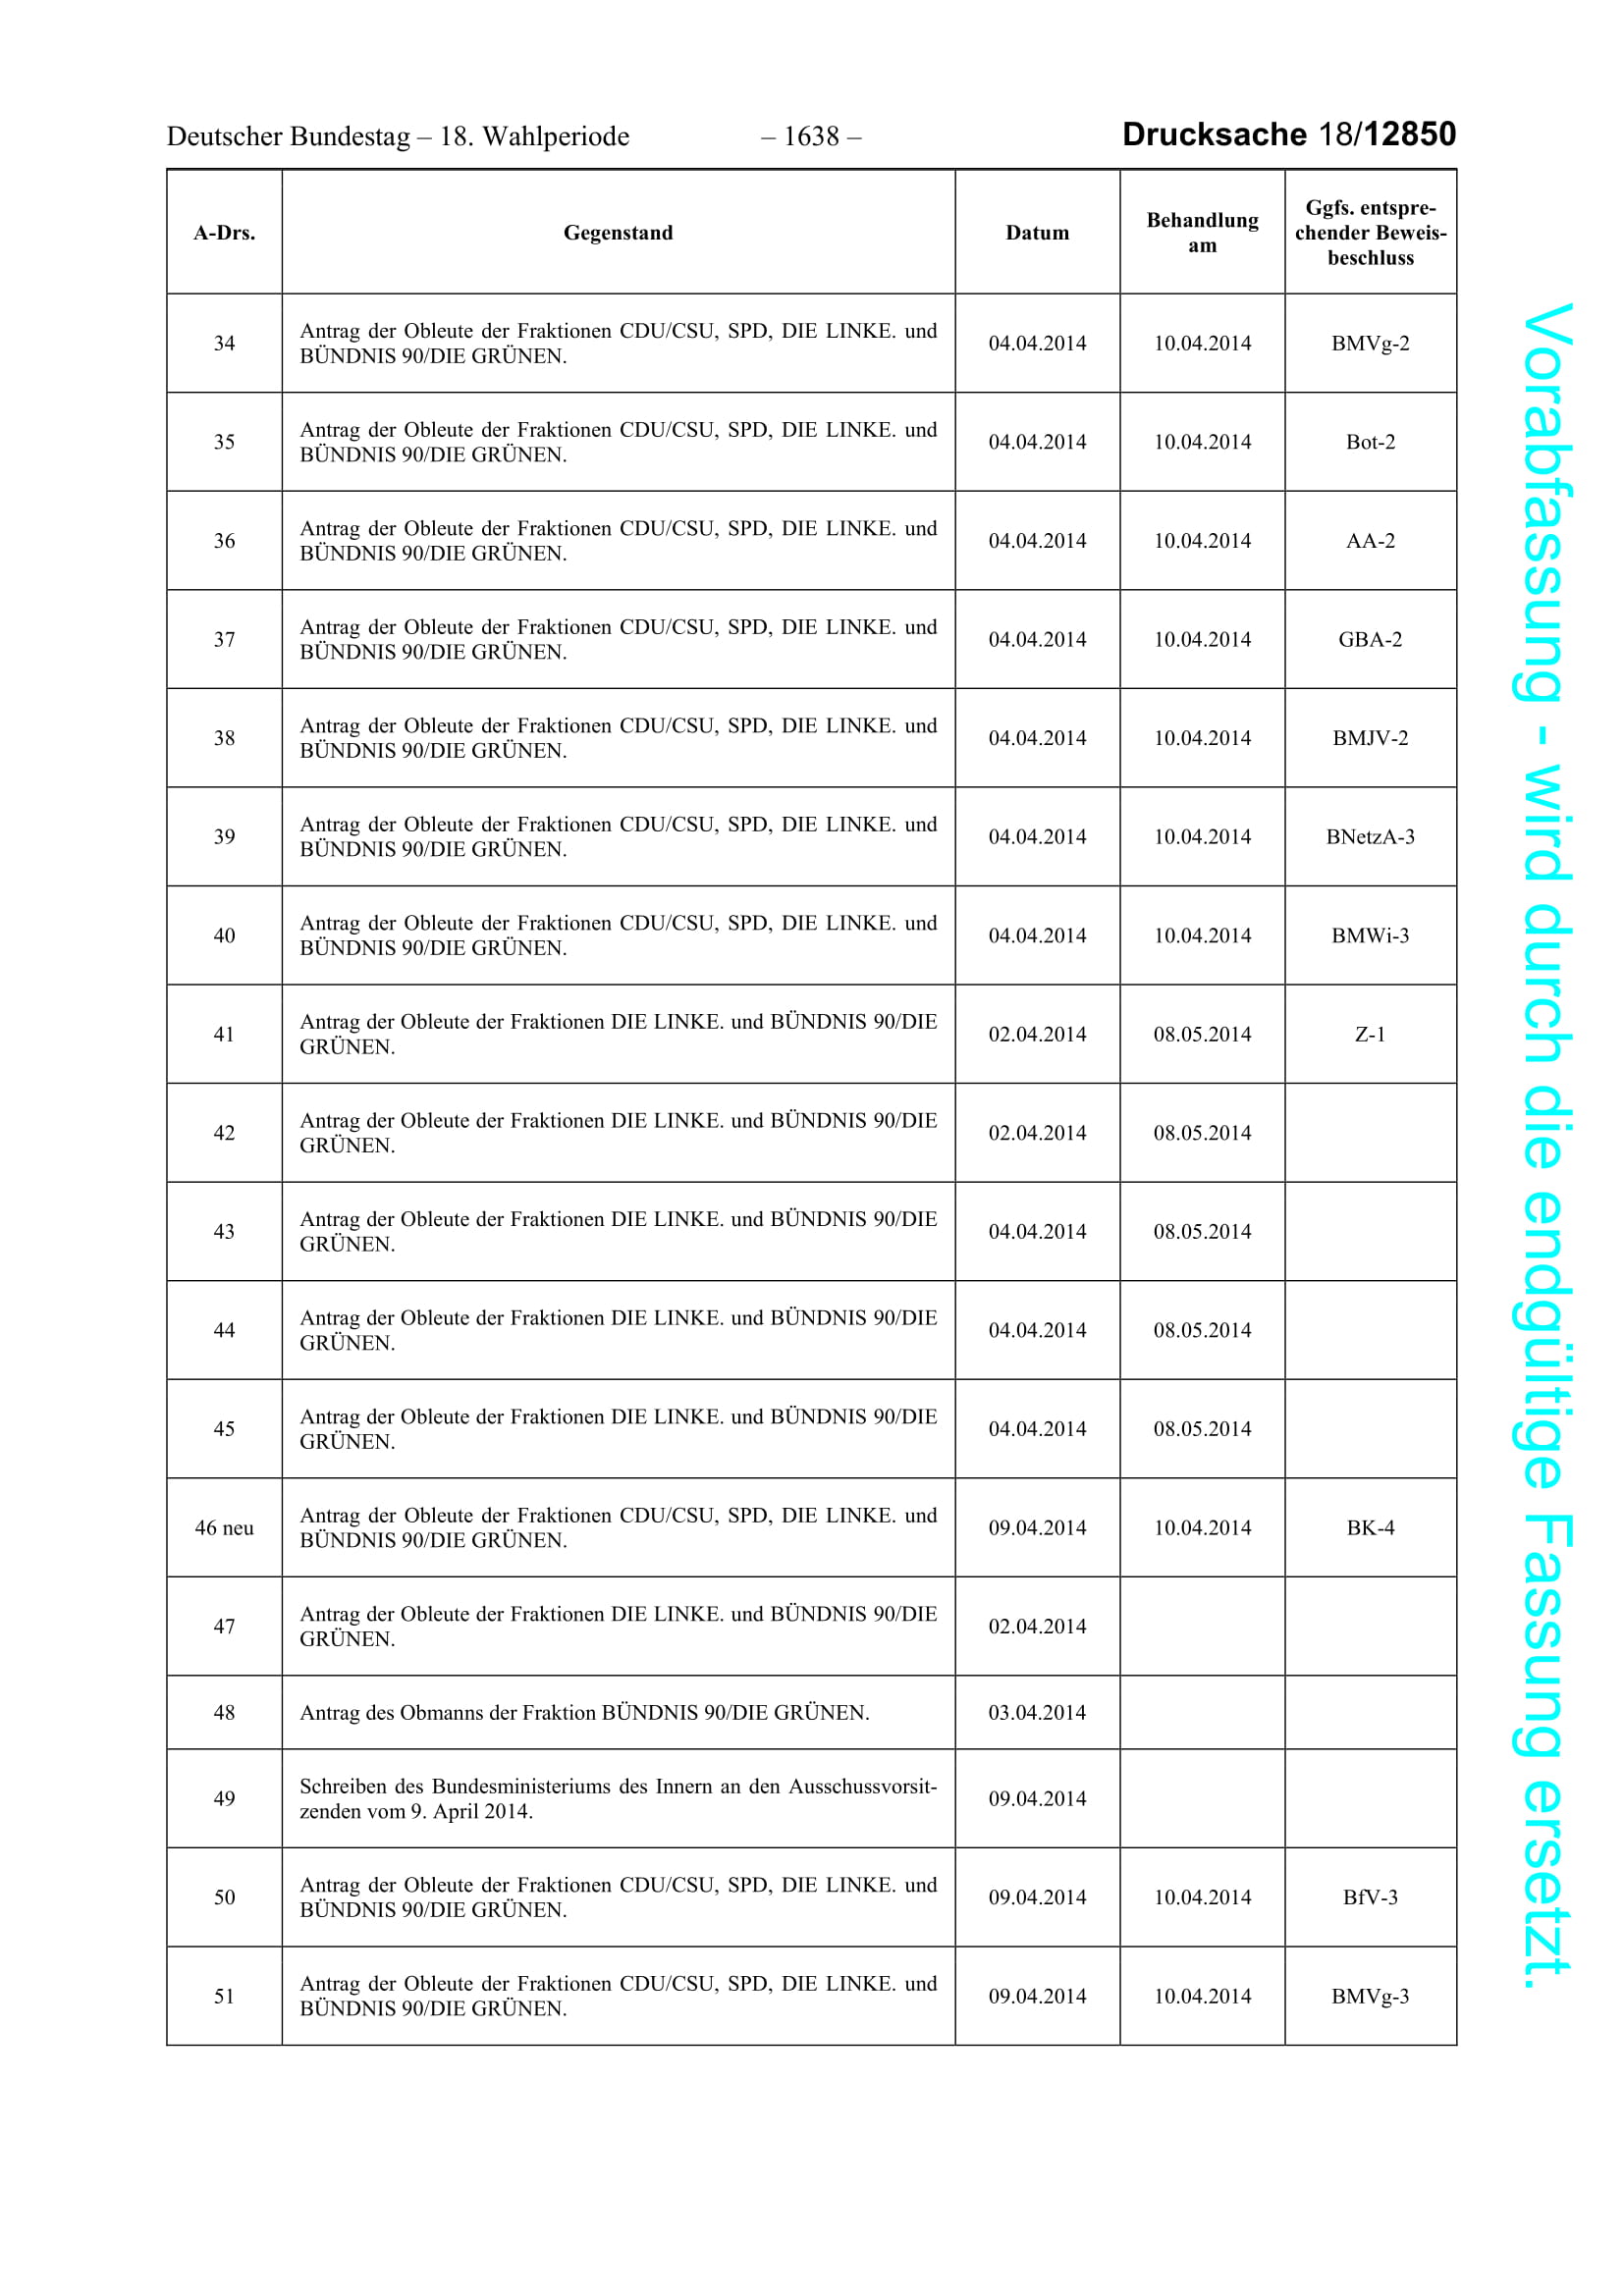 Deutscher Bundestag – 18. Wahlperiode – 1638 – Drucksache 18/12850
A-Drs. Gegenstand Datum Behandlung am Ggfs. entspre-chender Beweis-beschluss
34 Antrag der Obleute der Fraktionen CDU/CSU, SPD, DIE LINKE. und 04.04.2014 10.04.2014 BMVg-2
BÜNDNIS 90/DIE GRÜNEN.
35 Antrag der Obleute der Fraktionen CDU/CSU, SPD, DIE LINKE. und 04.04.2014 10.04.2014 Bot-2
BÜNDNIS 90/DIE GRÜNEN.
36 Antrag der Obleute der Fraktionen CDU/CSU, SPD, DIE LINKE. und 04.04.2014 10.04.2014 AA-2
BÜNDNIS 90/DIE GRÜNEN.
37 Antrag der Obleute der Fraktionen CDU/CSU, SPD, DIE LINKE. und 04.04.2014 10.04.2014 GBA-2
BÜNDNIS 90/DIE GRÜNEN.
38 Antrag der Obleute der Fraktionen CDU/CSU, SPD, DIE LINKE. und 04.04.2014 10.04.2014 BMJV-2
BÜNDNIS 90/DIE GRÜNEN.
39 Antrag der Obleute der Fraktionen CDU/CSU, SPD, DIE LINKE. und 04.04.2014 10.04.2014 BNetzA-3
BÜNDNIS 90/DIE GRÜNEN.
40 Antrag der Obleute der Fraktionen CDU/CSU, SPD, DIE LINKE. und 04.04.2014 10.04.2014 BMWi-3
BÜNDNIS 90/DIE GRÜNEN.
41 Antrag der Obleute der Fraktionen DIE LINKE. und BÜNDNIS 90/DIE 02.04.2014 08.05.2014 Z-1
GRÜNEN.
42 Antrag der Obleute der Fraktionen DIE LINKE. und BÜNDNIS 90/DIE 02.04.2014 08.05.2014
GRÜNEN.
43 Antrag der Obleute der Fraktionen DIE LINKE. und BÜNDNIS 90/DIE 04.04.2014 08.05.2014
GRÜNEN.
44 Antrag der Obleute der Fraktionen DIE LINKE. und BÜNDNIS 90/DIE 04.04.2014 08.05.2014
GRÜNEN.
45 Antrag der Obleute der Fraktionen DIE LINKE. und BÜNDNIS 90/DIE 04.04.2014 08.05.2014
GRÜNEN.
46 neu Antrag der Obleute der Fraktionen CDU/CSU, SPD, DIE LINKE. und 09.04.2014 10.04.2014 BK-4
BÜNDNIS 90/DIE GRÜNEN.
47 Antrag der Obleute der Fraktionen DIE LINKE. und BÜNDNIS 90/DIE 02.04.2014
GRÜNEN.
48 Antrag des Obmanns der Fraktion BÜNDNIS 90/DIE GRÜNEN. 03.04.2014
49 Schreiben des Bundesministeriums des Innern an den Ausschussvorsit- 09.04.2014
zenden vom 9. April 2014.
50 Antrag der Obleute der Fraktionen CDU/CSU, SPD, DIE LINKE. und 09.04.2014 10.04.2014 BfV-3
BÜNDNIS 90/DIE GRÜNEN.
51 Antrag der Obleute der Fraktionen CDU/CSU, SPD, DIE LINKE. und 09.04.2014 10.04.2014 BMVg-3
BÜNDNIS 90/DIE GRÜNEN.
Vorabfassung - wird durch die endgültige Fassung ersetzt.